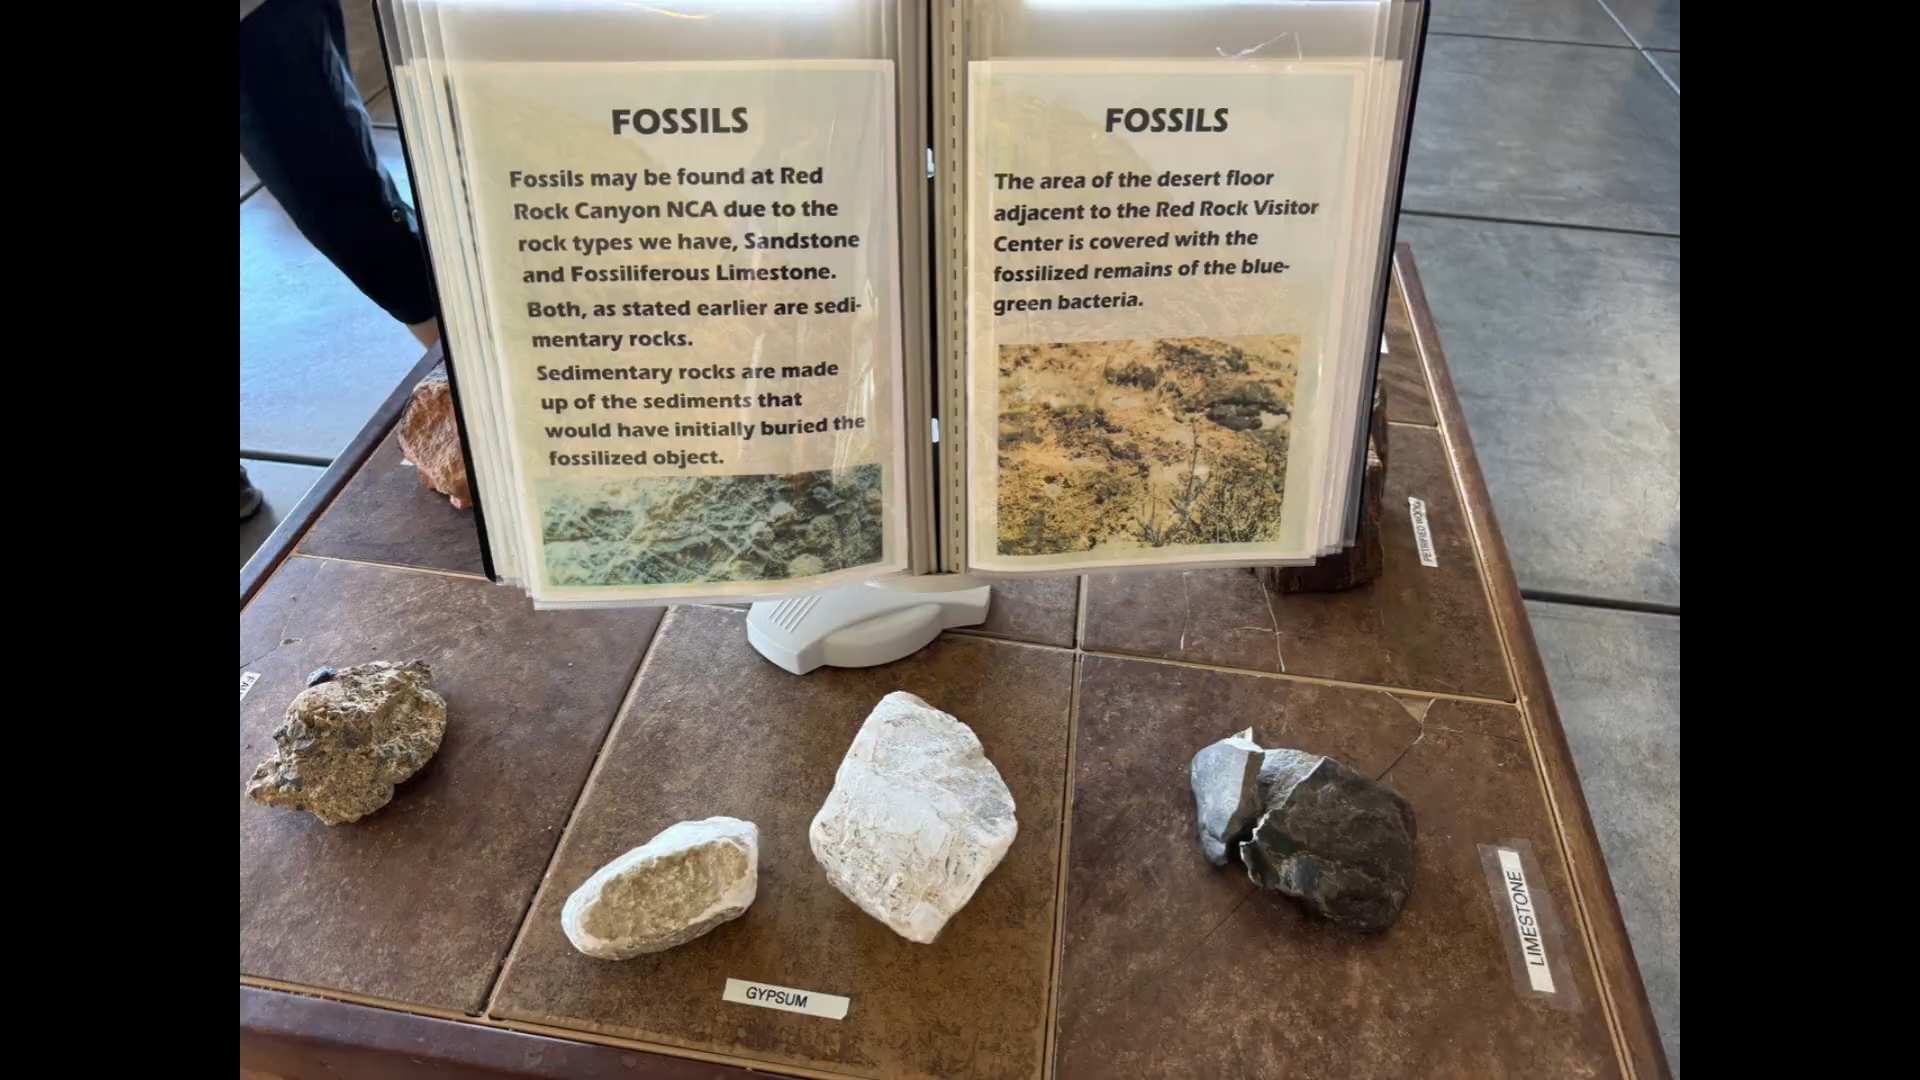 FOSSILS
Fossils may be found at Red
Rock Canyon NCA due to the
rock types we have, Sandstone
and Fossiliferous Limestone.
Both, as stated earlier are sedi-
mentary rocks.
Sedimentary rocks are made
up of the sediments that
would have initially buried the
fossilized object.
FOSSILS
The area of the desert floor
adjacent to the Red Rock Visitor
Center is covered with the
fossilized remains of the blue-
green bacteria.
PETRIFIED WOOD
GYPSUM
LIMESTONE